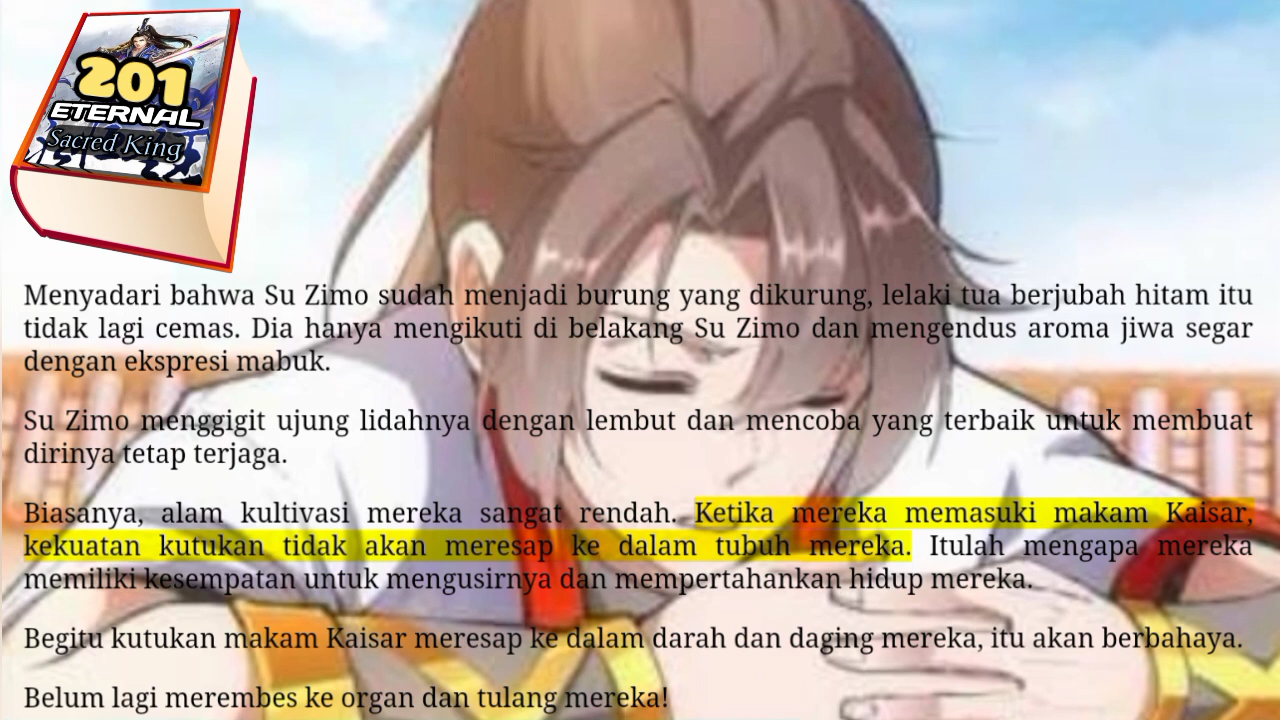 201
ETERNAL
Sacred King
Menyadari bahwa Su Zimo sudah menjadi burung yang dikurung, lelaki tua berjubah hitam itu
tidak lagi cemas. Dia hanya mengikuti di belakang Su Zimo dan mengendus aroma jiwa segar
dengan ekspresi mabuk.
Su Zimo menggigit ujung lidahnya dengan lembut dan mencoba yang terbaik untuk membuat
dirinya tetap terjaga.
Biasanya, alam kultivasi mereka sangat rendah. Ketika mereka memasuki makam Kaisar,
kekuatan kutukan tidak akan meresap ke dalam tubuh mereka. Itulah mengapa mereka
memiliki kesempatan untuk mengusirnya dan mempertahankan hidup mereka.
Begitu kutukan makam Kaisar meresap ke dalam darah dan daging mereka, itu akan berbahaya.
Belum lagi merembes ke organ dan tulang mereka!